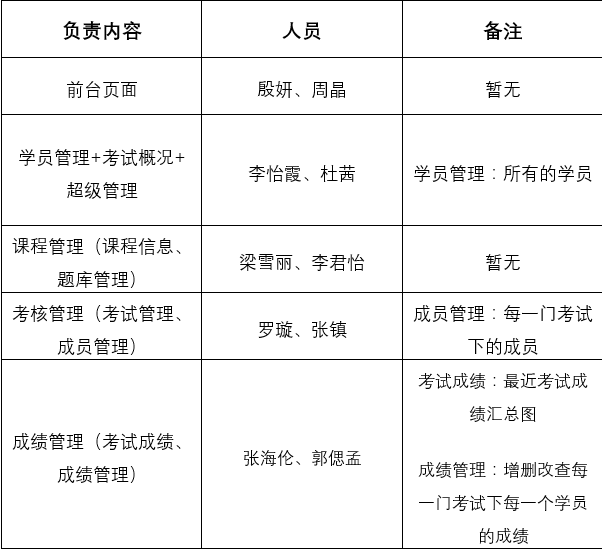 负责内容
人员
备注
前台页面
殷妍、周晶
暂无
学员管理+考试概况+
超级管理
李怡霞、杜茜
学员管理：所有的学员
课程管理（课程信息、
题库管理）
梁雪丽、李君怡
暂无
考核管理（考试管理、
成员管理）
罗璇、张镇
成员管理：每一门考试
下的成员
成绩管理（考试成绩、
成绩管理）
张海伦、郭偲孟
考试成绩：最近考试成
绩汇总图
成绩管理：增删改查每
一门考试下每一个学员
的成绩